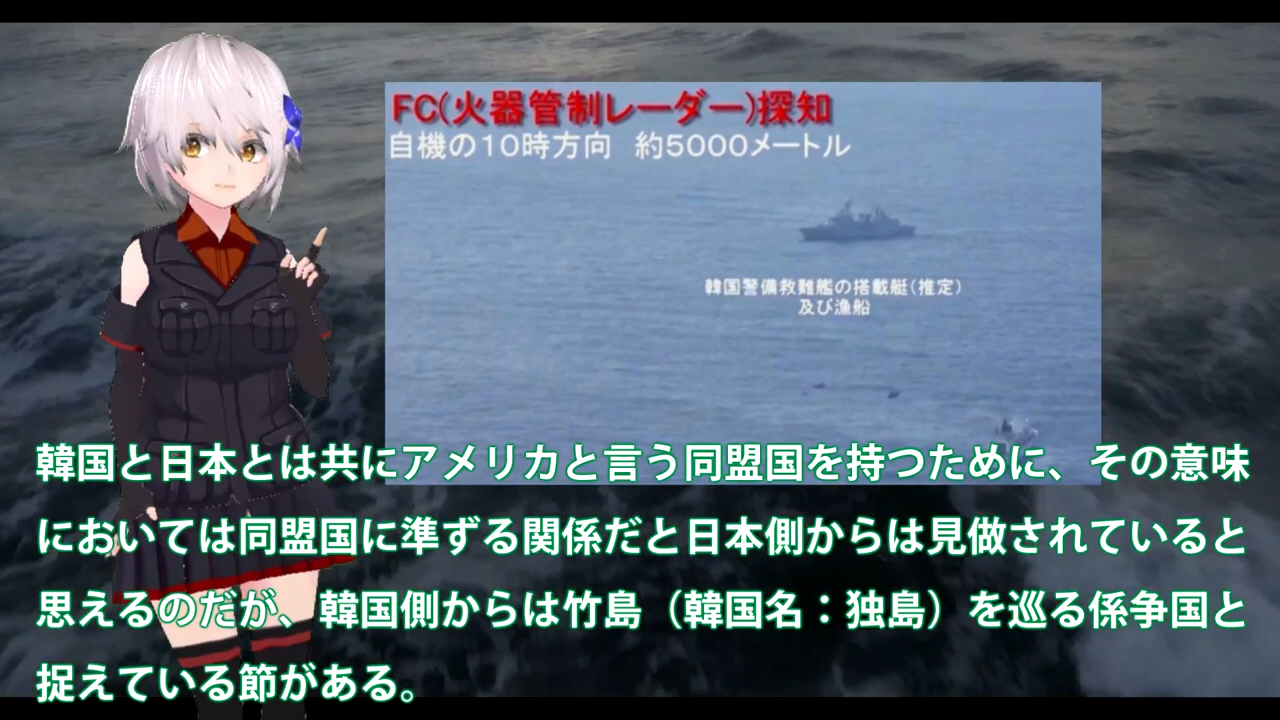 FC(火器管制レーダー)探知
自機の10時方向 約5000メートル
韓国警備救難艦の搭載艇(推定)
及び漁船
韓国と日本とは共にアメリカと言う同盟国を持つために、その意味
においては同盟国に準ずる関係だと日本側からは見做されていると
思えるのだが、韓国側からは竹島（韓国名：独島）を巡る係争国と
捉えている節がある。